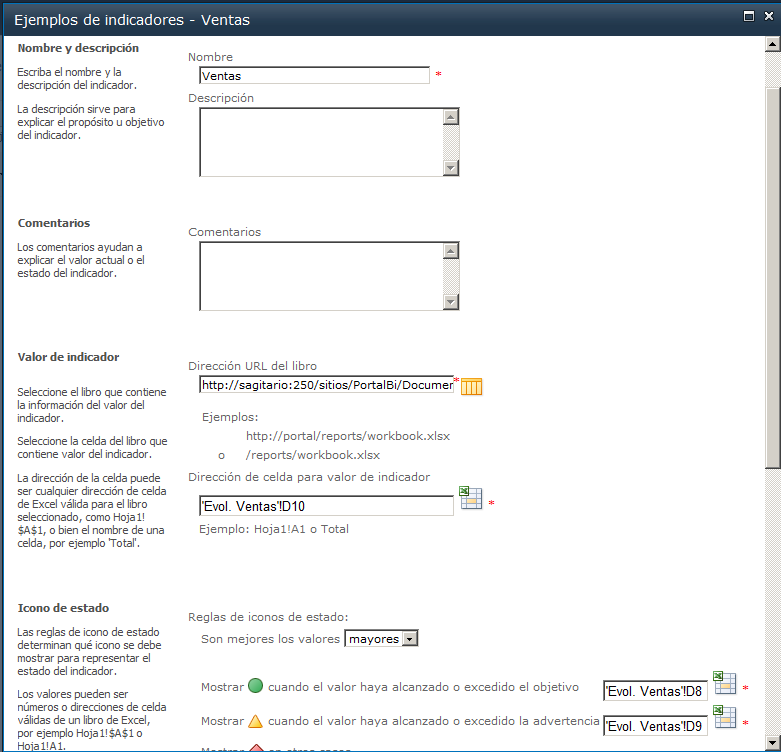 Ejemplos de indicadores - Ventas
Nombre y descripción
Escriba el nombre y la
descripción del indicador.
La descripción sirve para
explicar el propósito u objetivo
del indicador.
Nombre
Ventas *
Descripción
Comentarios
Los comentarios ayudan a
explicar el valor actual o el
estado del indicador.
Comentarios
Valor de indicador
Seleccione el libro que contiene
la información del valor del
indicador.
Seleccione la celda del libro que
contiene valor del indicador.
La dirección de la celda puede
ser cualquier dirección de celda
de Excel válida para el libro
seleccionado, como Hoja1!
$A$1, o bien el nombre de una
celda, por ejemplo 'Total'.
Dirección URL del libro
http://sagitario:250/sitios/PortalBi/Documer *
Ejemplos:
http://portal/reports/workbook.xlsx
o /reports/workbook.xlsx
Dirección de celda para valor de indicador
'Evol. Ventas'!D10 *
Ejemplo: Hoja1!A1 o Total
Icono de estado
Las reglas de icono de estado
determinan qué icono se debe
mostrar para representar el
estado del indicador.
Los valores pueden ser
números o direcciones de celda
válidas de un libro de Excel,
por ejemplo Hoja1!$A$1 o
Hoja1!A1.
Reglas de iconos de estado:
Son mejores los valores mayores
Mostrar cuando el valor haya alcanzado o excedido el objetivo 'Evol. Ventas'!D8 *
Mostrar cuando el valor haya alcanzado o excedido la advertencia 'Evol. Ventas'!D9 *
Mostrar en otros casos